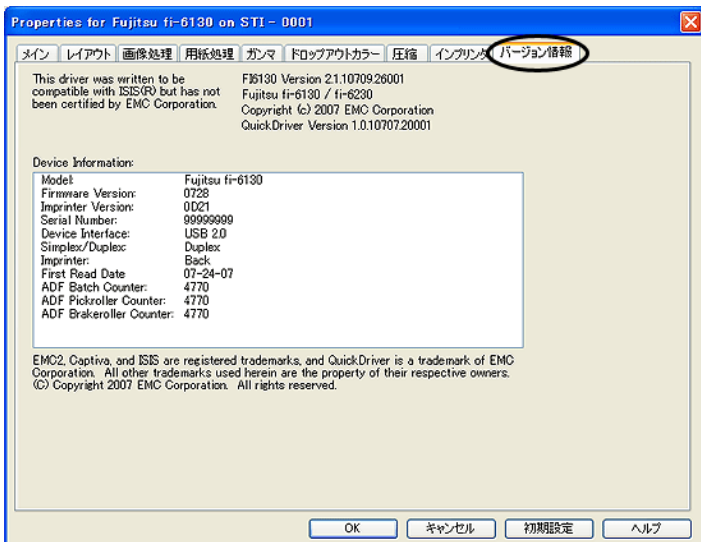 Properties for Fujitsu fi-6130 on STI - 0001
メイン レイアウト 画像処理 用紙処理 ガンマ ドロップアウトカラー 圧縮 インプリンタ バージョン情報
This driver was written to be
compatible with ISIS(R) but has not
been certified by EMC Corporation.
FI6130 Version 2.1.10709.26001
Fujitsu fi-6130 / fi-6230
Copyright (c) 2007 EMC Corporation
QuickDriver Version 1.0.10707.20001
Device Information:
Model: Fujitsu fi-6130
Firmware Version: 0728
Imprinter Version: 0D21
Serial Number: 99999999
Device Interface: USB 2.0
Simplex/Duplex: Duplex
Imprinter: Back
First Read Date 07-24-07
ADF Batch Counter: 4770
ADF Pickroller Counter: 4770
ADF Brakeroller Counter: 4770
EMC2, Captiva, and ISIS are registered trademarks, and QuickDriver is a trademark of EMC
Corporation. All other trademarks used herein are the property of their respective owners.
(C) Copyright 2007 EMC Corporation. All rights reserved.
OK キャンセル 初期設定 ヘルプ